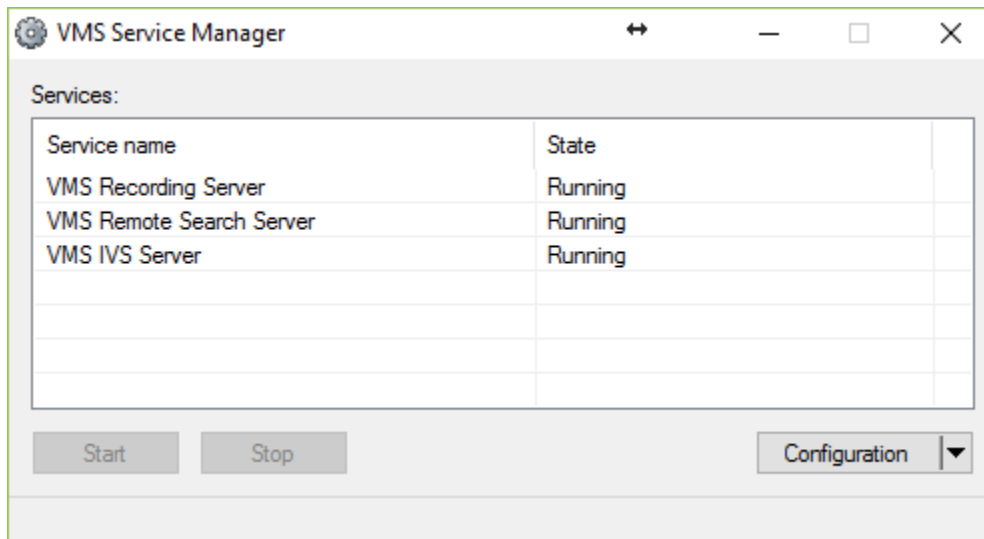 VMS Service Manager
Services:
Service name State
VMS Recording Server Running
VMS Remote Search Server Running
VMS IVS Server Running
Start Stop Configuration